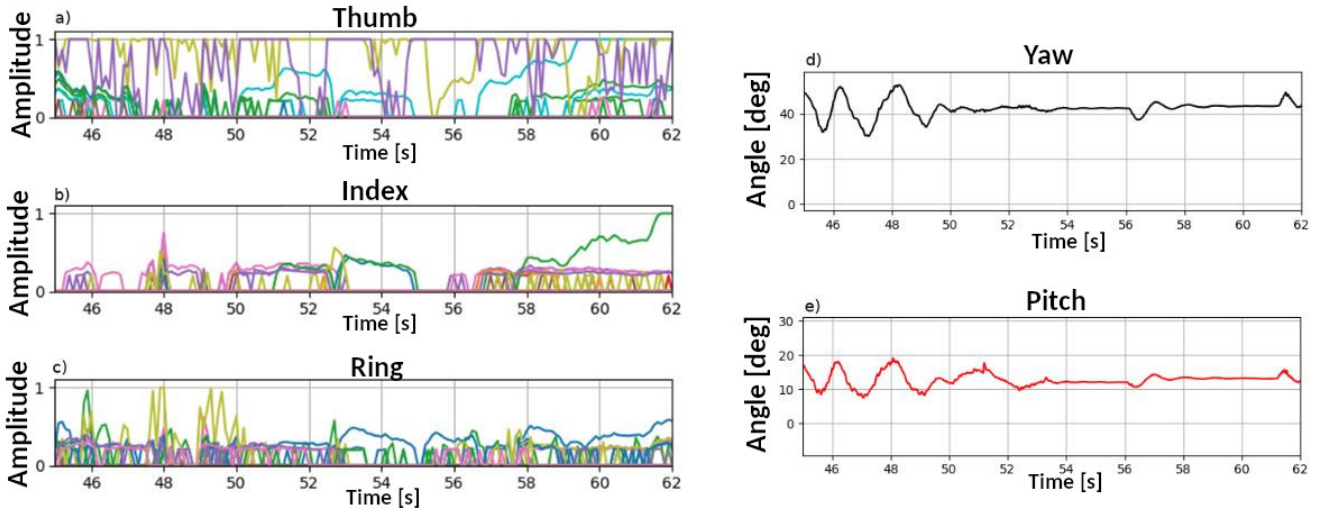 a)
Thumb
Amplitude
1
0
46 48 50 52 54 56 58 60 62
Time [s]
b)
Index
Amplitude
1
0
46 48 50 52 54 56 58 60 62
Time [s]
c)
Ring
Amplitude
1
0
46 48 50 52 54 56 58 60 62
Time [s]
d)
Yaw
Angle [deg]
40
20
0
46 48 50 52 54 56 58 60 62
Time [s]
e)
Pitch
Angle [deg]
30
20
10
0
46 48 50 52 54 56 58 60 62
Time [s]